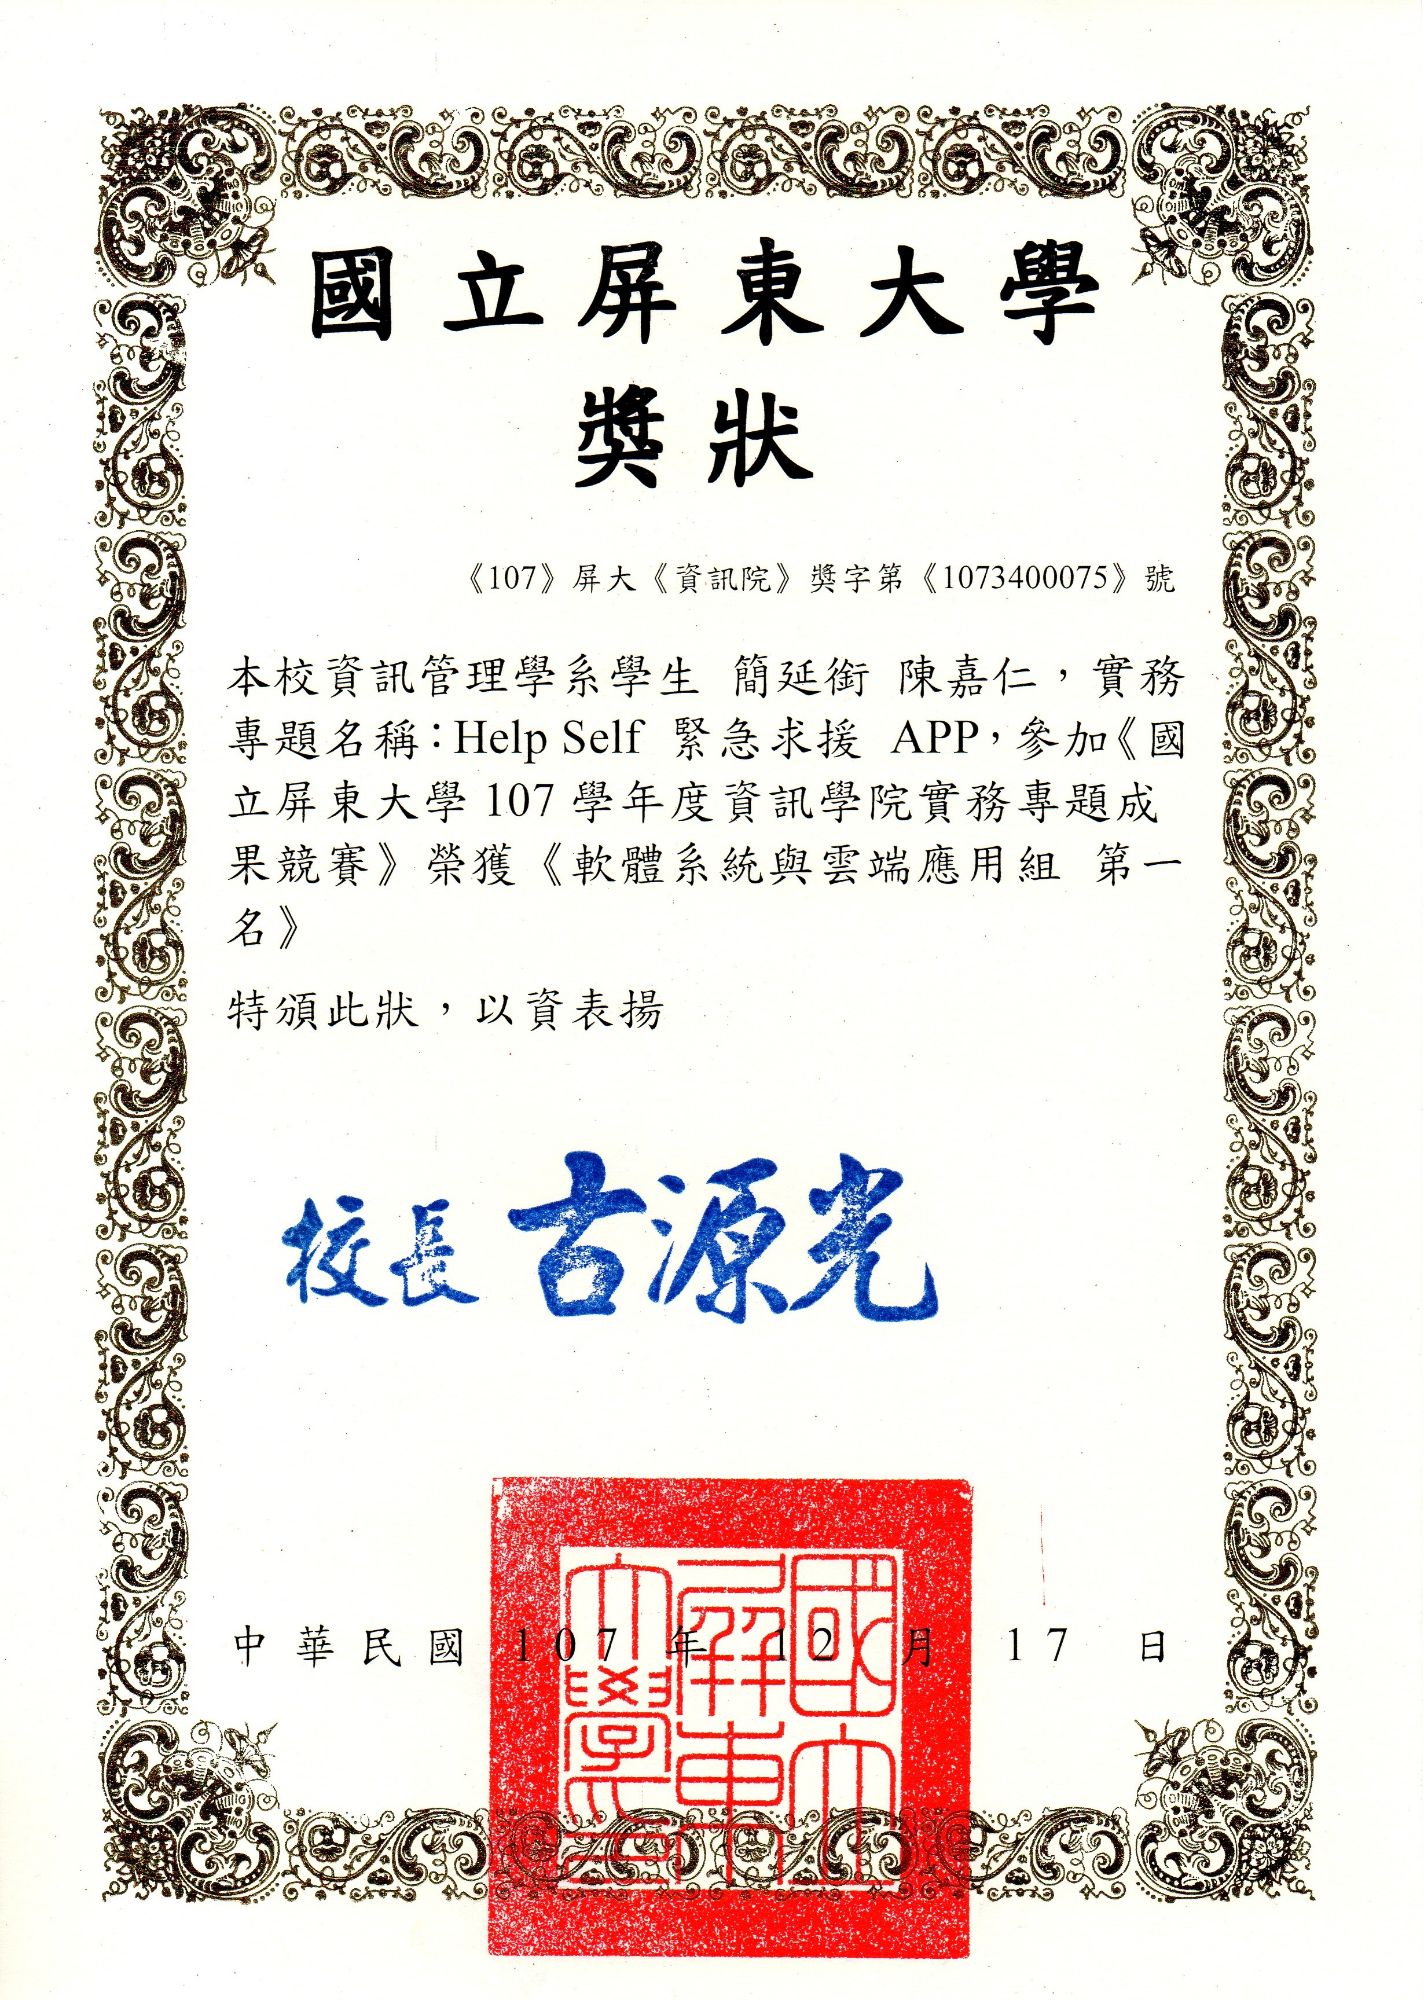 國立屏東大學
獎狀
《107》屏大《資訊院》獎字第《1073400075》號
本校資訊管理學系學生 簡延銜 陳嘉仁，實務
專題名稱：Help Self 緊急求援 APP，參加《國
立屏東大學 107 學年度資訊學院實務專題成
果競賽》榮獲《軟體系統與雲端應用組 第一
名》
特頒此狀，以資表揚
校長 古源光
中華民國 107 年 12 月 17 日
國立
屏東
大學